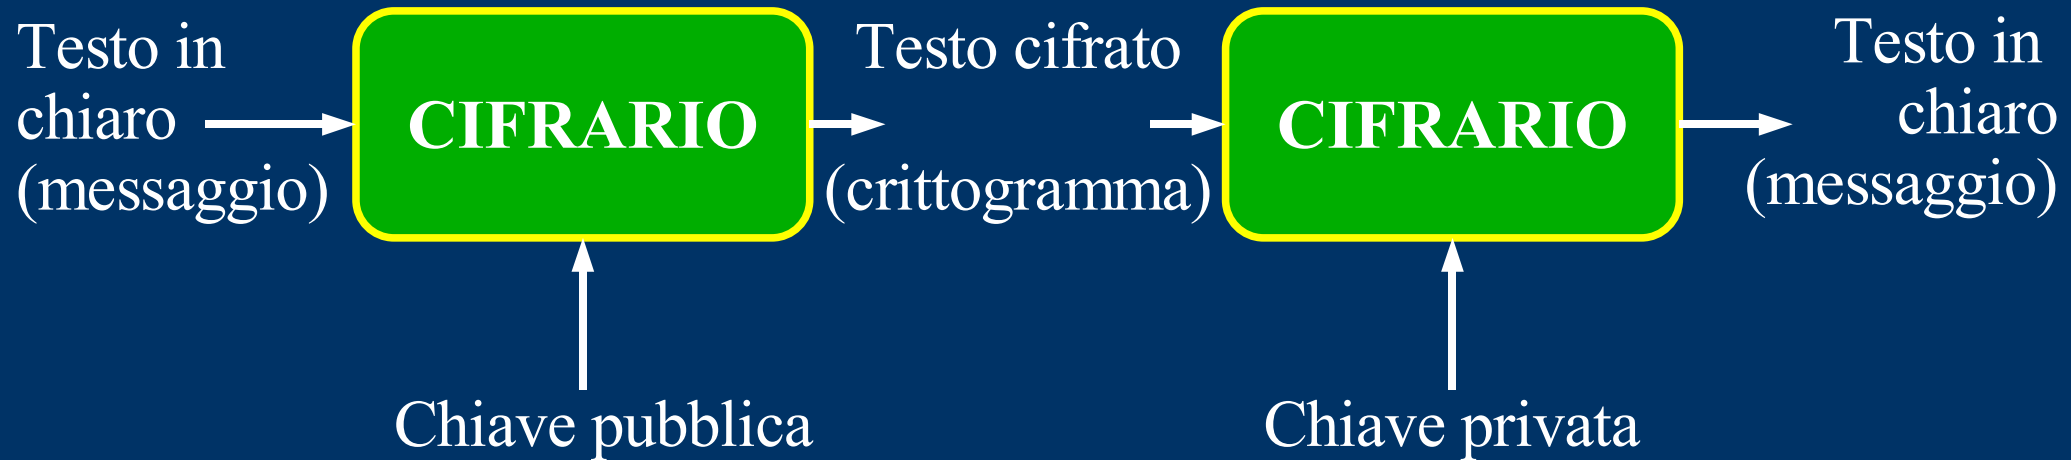 Testo in
chiaro
(messaggio)
CIFRARIO
Testo cifrato
(crittogramma)
CIFRARIO
Testo in
chiaro
(messaggio)
Chiave pubblica
Chiave privata